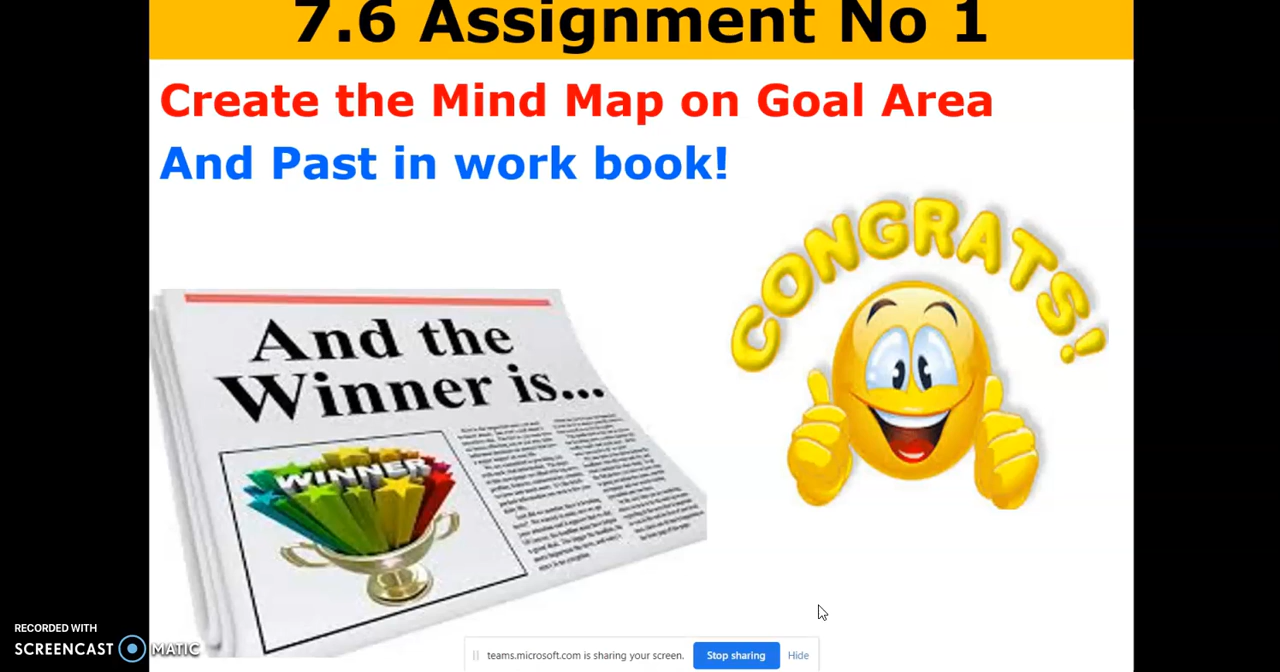 7.6 Assignment No 1
Create the Mind Map on Goal Area
And Past in work book!
CONGRATS!
And the
Winner is...
WINNER
RECORDED WITH
SCREENCAST MATIC
teams.microsoft.com is sharing your screen.
Stop sharing
Hide